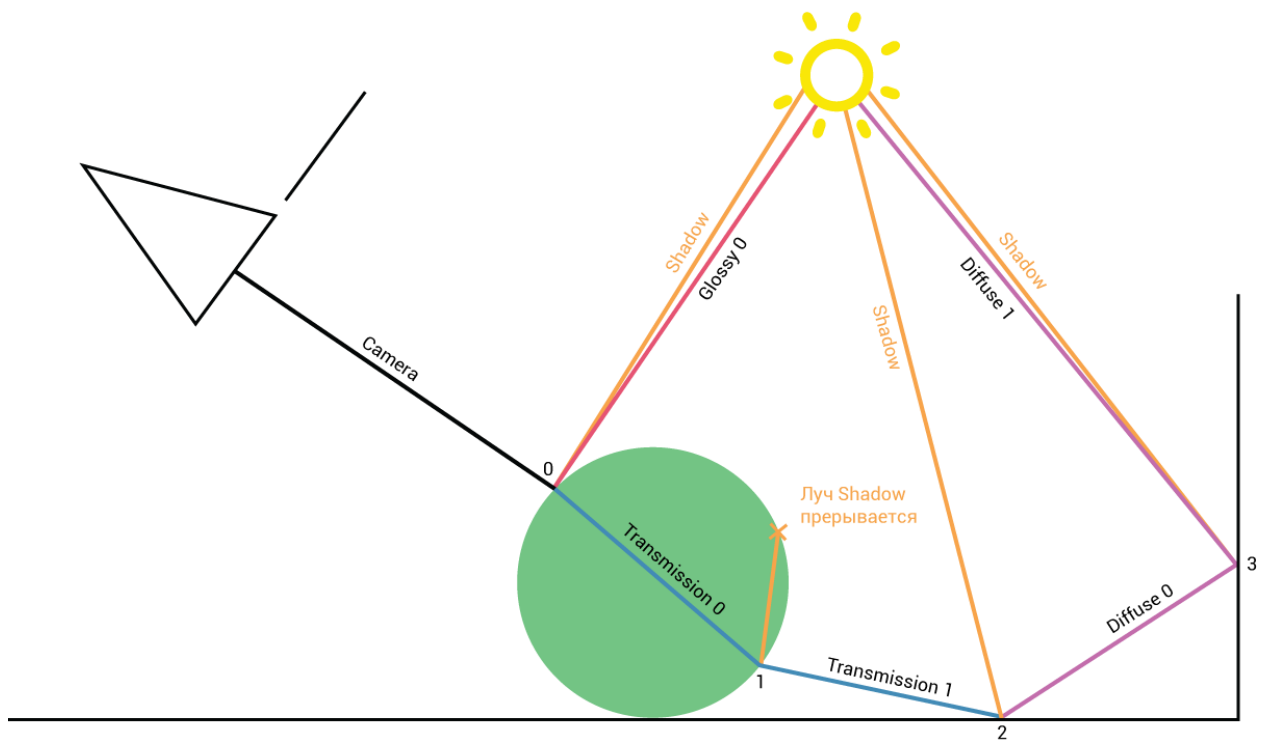 Shadow
Glossy 0
Shadow
Diffuse 1
Shadow
Camera
0
Луч Shadow
прерывается
Transmission 0
3
Diffuse 0
Transmission 1
1
2